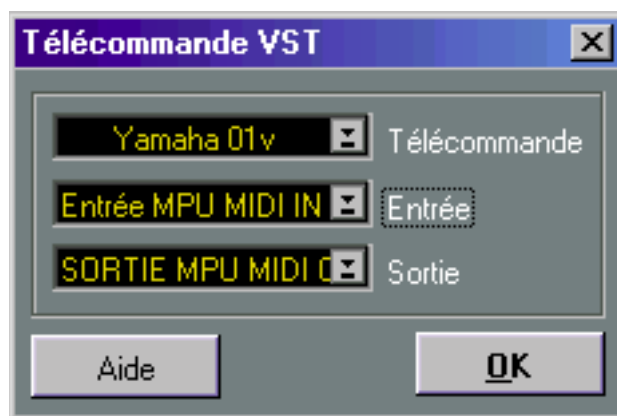 Télécommande VST
Yamaha 01v Télécommande
Entrée MPU MIDI IN Entrée
SORTIE MPU MIDI Sortie
Aide OK